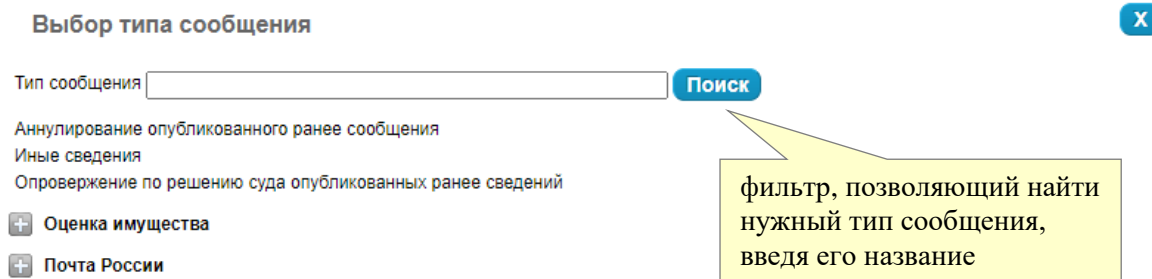 Выбор типа сообщения
X
Тип сообщения
Поиск
Аннулирование опубликованного ранее сообщения
Иные сведения
Опровержение по решению суда опубликованных ранее сведений
Оценка имущества
Почта России
фильтр, позволяющий найти
нужный тип сообщения,
введя его название